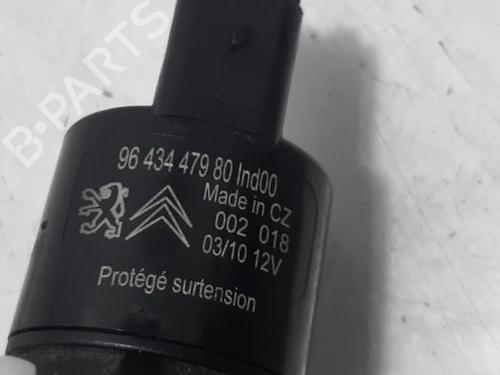 B-PARTS
96 434 479 80 Ind00
Made in CZ
002 018
03/10 12V
Protégé surtension